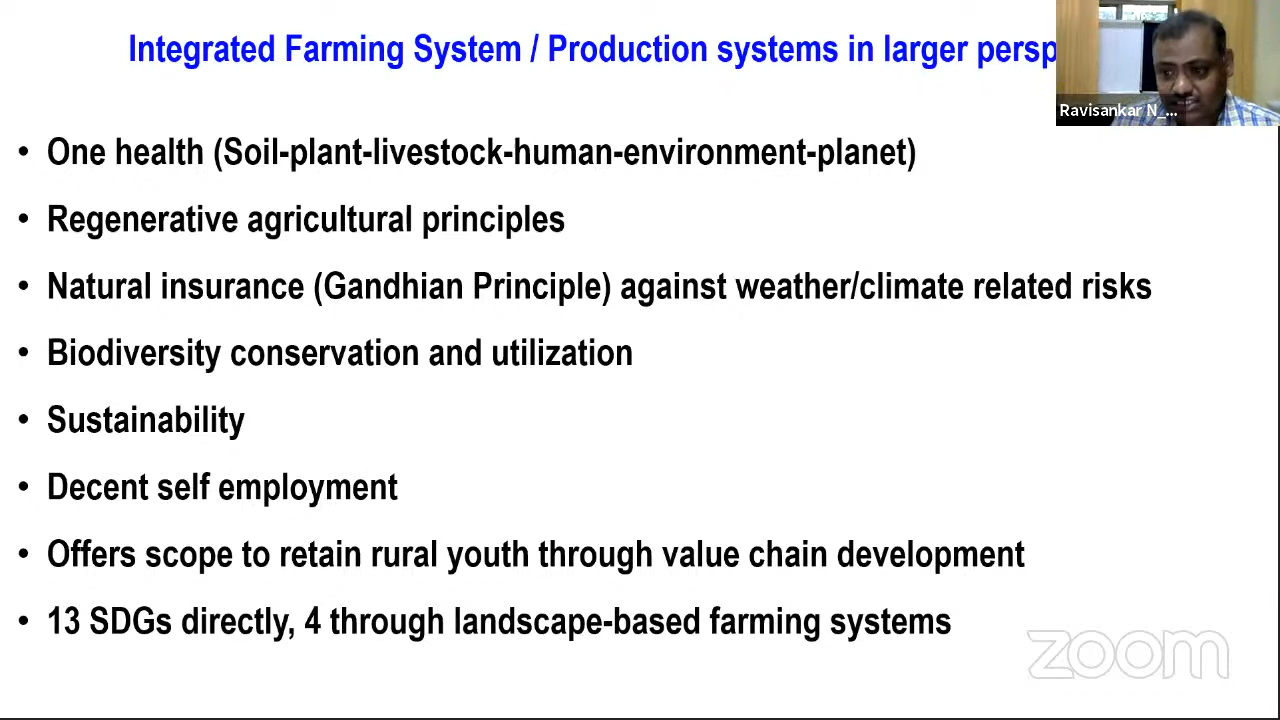 Integrated Farming System / Production systems in larger persp
Ravisankar N_...
• One health (Soil-plant-livestock-human-environment-planet)
• Regenerative agricultural principles
• Natural insurance (Gandhian Principle) against weather/climate related risks
• Biodiversity conservation and utilization
• Sustainability
• Decent self employment
• Offers scope to retain rural youth through value chain development
• 13 SDGs directly, 4 through landscape-based farming systems
zoom